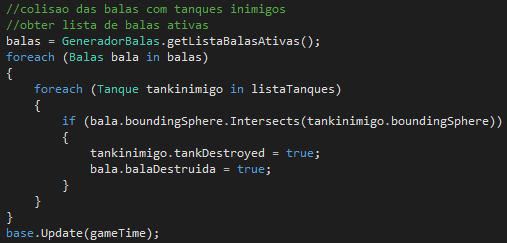 //colisao das balas com tanques inimigos
//obter lista de balas ativas
balas = GeneradorBalas.getListaBalasAtivas();
foreach (Balas bala in balas)
{
foreach (Tanque tankinimigo in listaTanques)
{
if (bala.boundingSphere.Intersects(tankinimigo.boundingSphere))
{
tankinimigo.tankDestroyed = true;
bala.balaDestruida = true;
}
}
}
base.Update(gameTime);